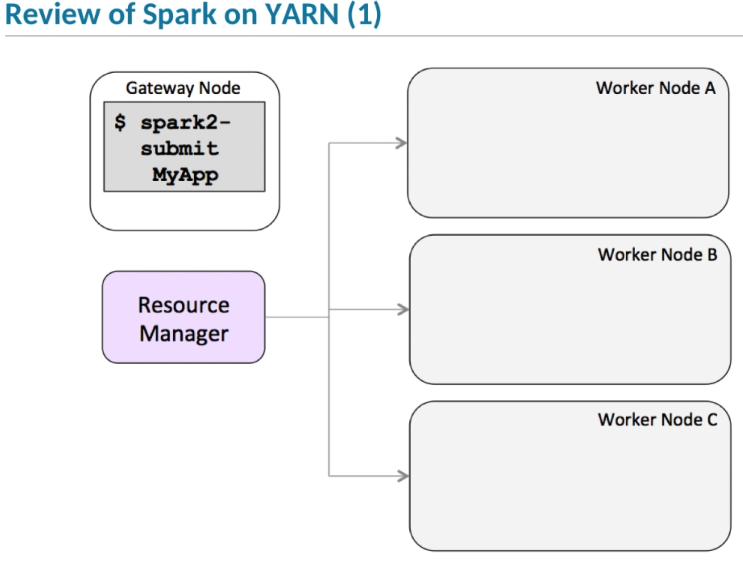 Review of Spark on YARN (1)
Gateway Node
$ spark2-
submit
MyApp
Resource
Manager
Worker Node A
Worker Node B
Worker Node C